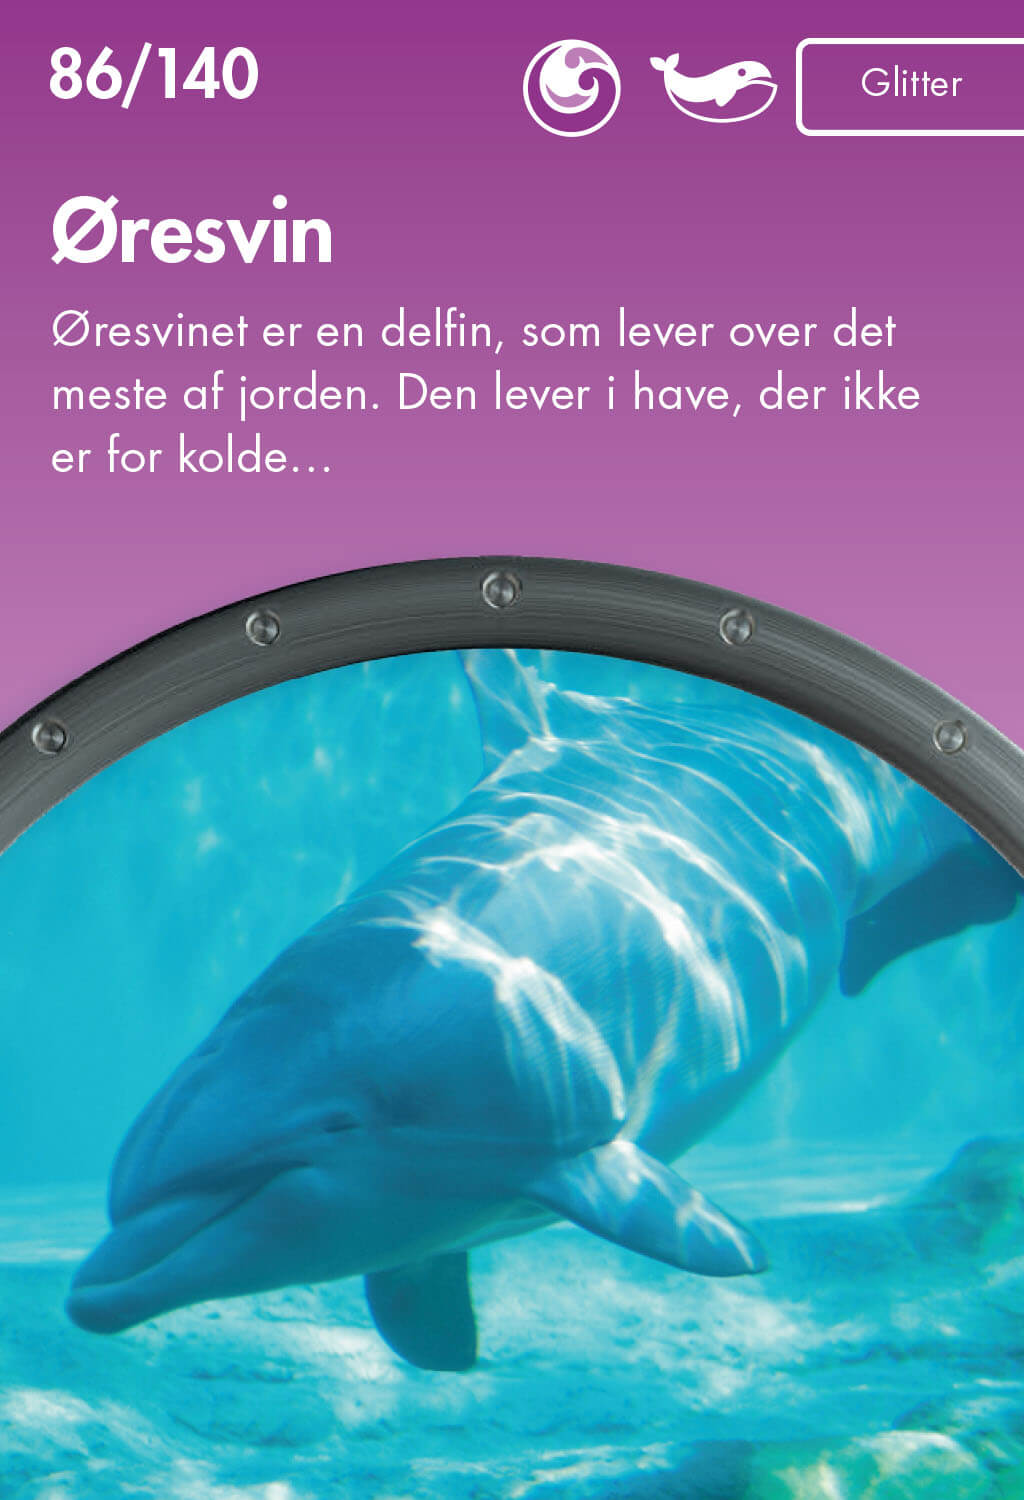 86/140
Glitter
Øresvin
Øresvinet er en delfin, som lever over det
meste af jorden. Den lever i have, der ikke
er for kolde…